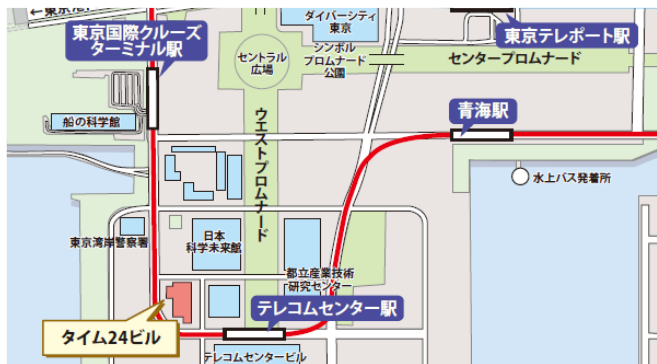 ダイバーシティ
東京
東京国際クルーズ
ターミナル駅
東京テレポート駅
セントラル
広場
シンボル
プロムナード
公園
センタープロムナード
青海駅
船の科学館
ウエストプロムナード
水上バス発着所
東京湾岸警察署
日本
科学未来館
都立産業技術
研究センター
テレコムセンター駅
タイム24ビル
テレコムセンタービル